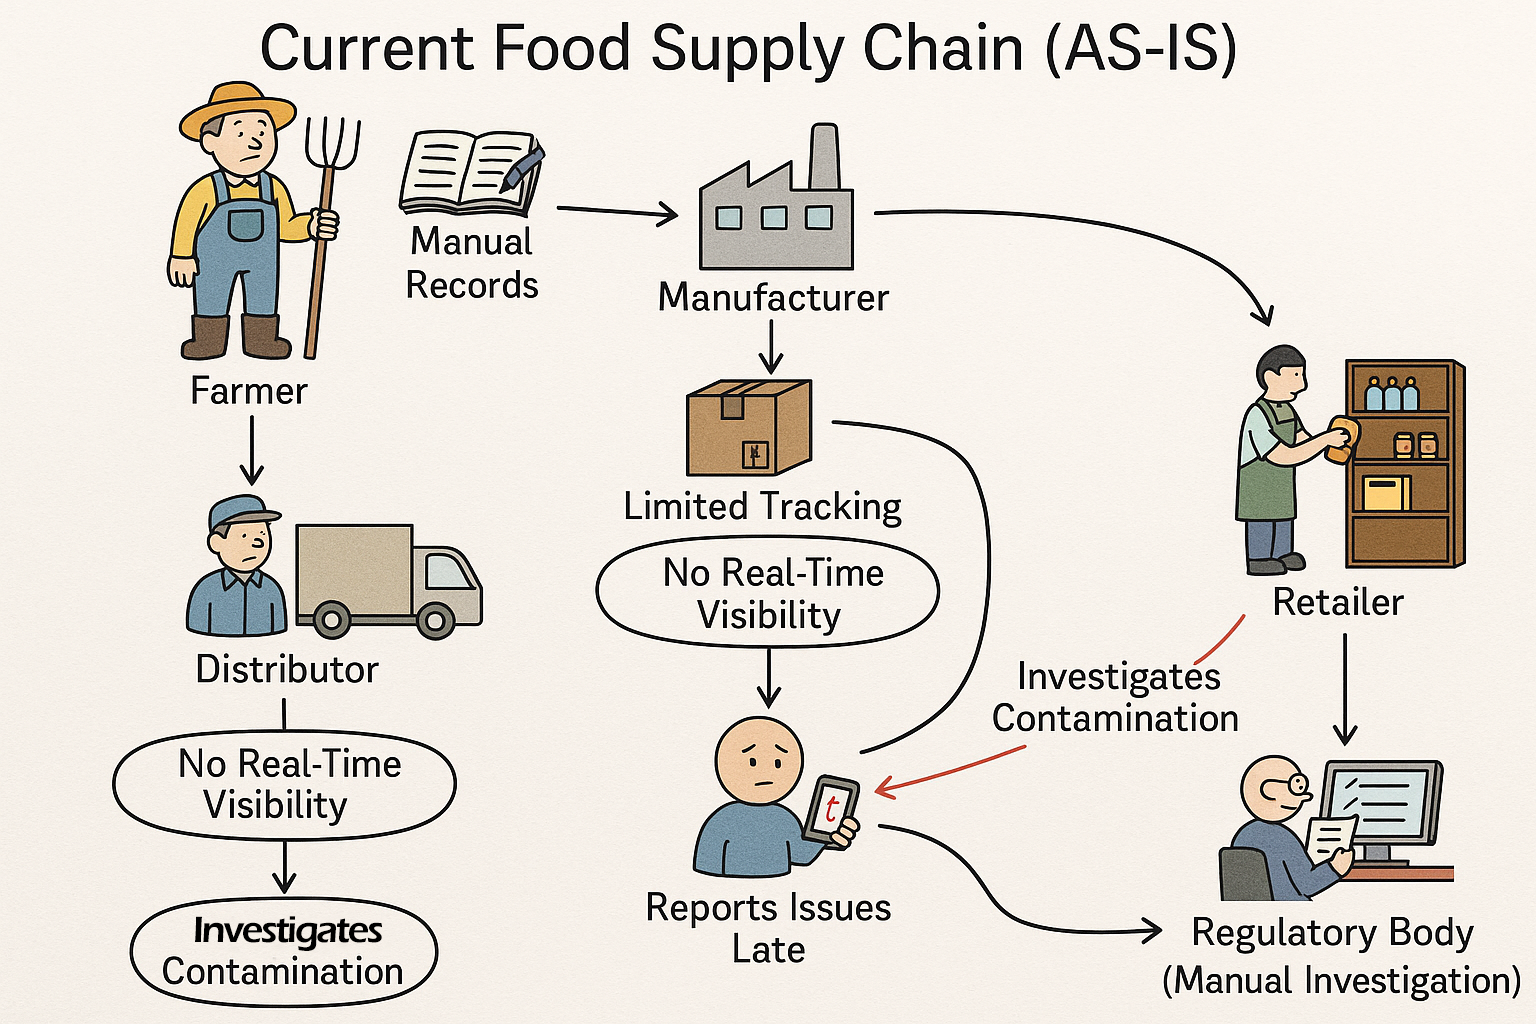 Current Food Supply Chain (AS-IS)
Manual
Records
Manufacturer
Farmer
Limited Tracking
No Real-Time
Visibility
Retailer
Distributor
Investigates
Contamination
No Real-Time
Visibility
t
Reports Issues
Late
Investigates
Contamination
Regulatory Body
(Manual Investigation)